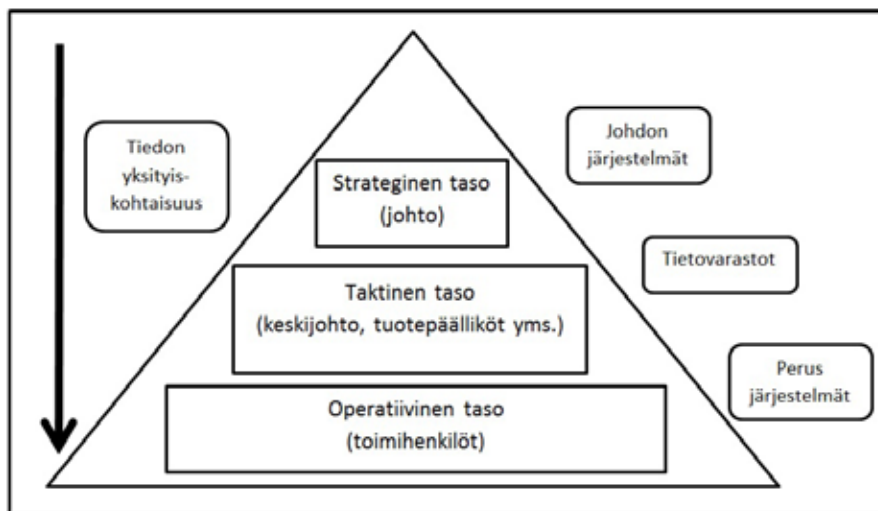 Tiedon
yksityis-
kohtaisuus
Johdon
järjestelmät
Strateginen taso
(johto)
Tietovarastot
Taktinen taso
(keskijohto, tuotepäälliköt yms.)
Perus
järjestelmät
Operatiivinen taso
(toimihenkilöt)